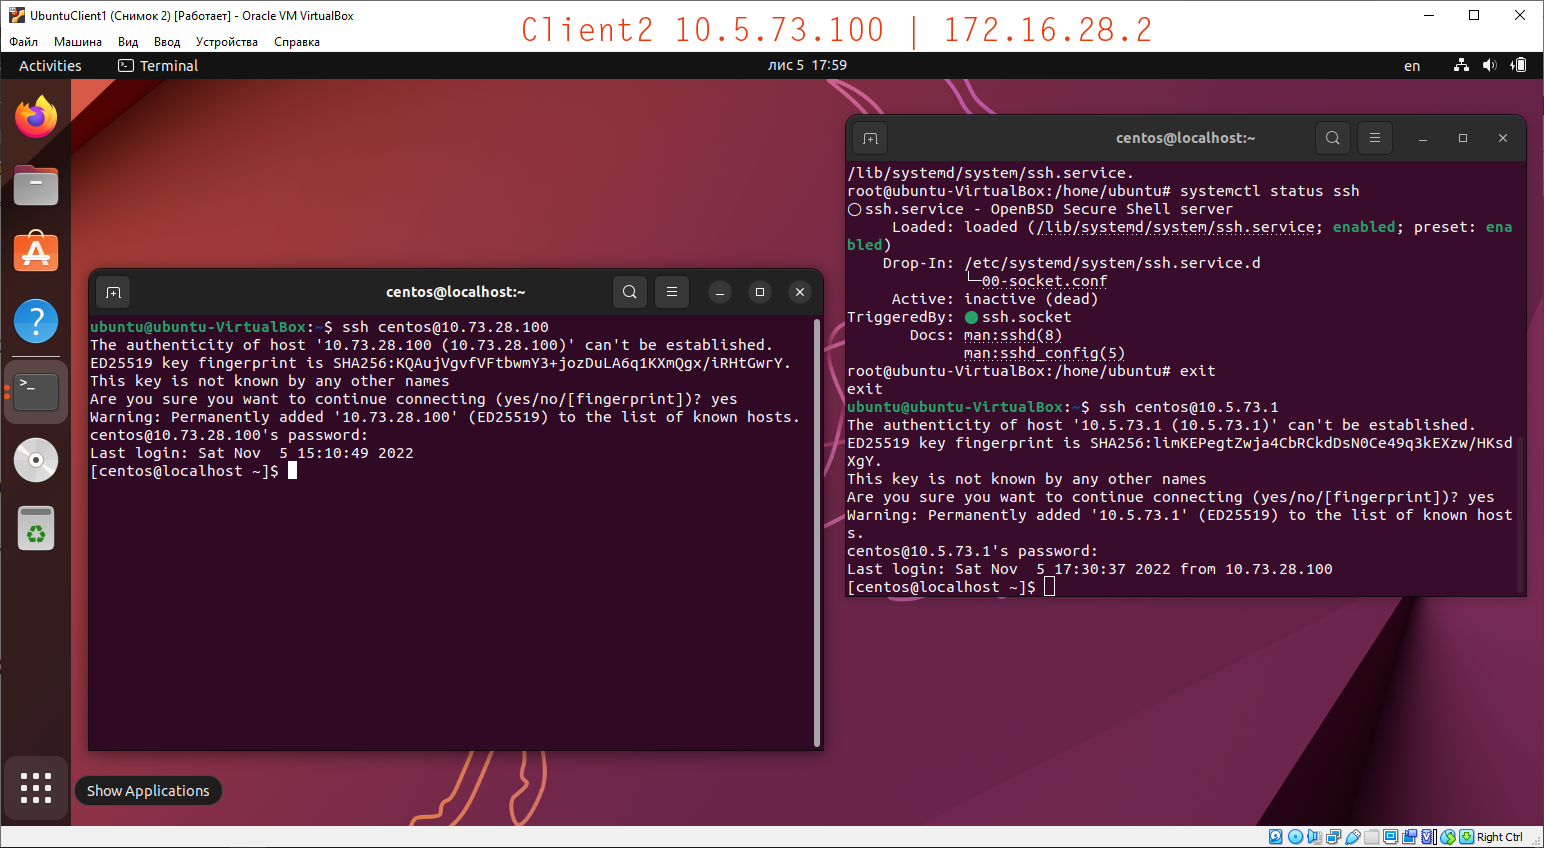 UbuntuClient1 (Снимок 2) [Работает] - Oracle VM VirtualBox
Client2 10.5.73.100 | 172.16.28.2
Файл Машина Вид Ввод Устройства Справка
Activities Terminal лис 5 17:59 en
centos@localhost:~
/lib/systemd/system/ssh.service.
root@ubuntu-VirtualBox:/home/ubuntu# systemctl status ssh
ssh.service - OpenBSD Secure Shell server
Loaded: loaded (/lib/systemd/system/ssh.service; enabled; preset: ena
bled)
Drop-In: /etc/systemd/system/ssh.service.d
└─00-socket.conf
Active: inactive (dead)
TriggeredBy: ● ssh.socket
Docs: man:sshd(8)
man:sshd_config(5)
root@ubuntu-VirtualBox:/home/ubuntu# exit
exit
ubuntu@ubuntu-VirtualBox:~$ ssh centos@10.5.73.1
The authenticity of host '10.5.73.1 (10.5.73.1)' can't be established.
ED25519 key fingerprint is SHA256:limKEPegtZwja4CbRCkdDsN0Ce49q3kEXzw/HKsd
XgY.
This key is not known by any other names
Are you sure you want to continue connecting (yes/no/[fingerprint])? yes
Warning: Permanently added '10.5.73.1' (ED25519) to the list of known host
s.
centos@10.5.73.1's password:
Last login: Sat Nov  5 17:30:37 2022 from 10.73.28.100
[centos@localhost ~]$
centos@localhost:~
ubuntu@ubuntu-VirtualBox:~$ ssh centos@10.73.28.100
The authenticity of host '10.73.28.100 (10.73.28.100)' can't be established.
ED25519 key fingerprint is SHA256:KQAujVgvfVFtbwmY3+jozDuLA6q1KXmQgx/iRHtGwrY.
This key is not known by any other names
Are you sure you want to continue connecting (yes/no/[fingerprint])? yes
Warning: Permanently added '10.73.28.100' (ED25519) to the list of known hosts.
centos@10.73.28.100's password:
Last login: Sat Nov  5 15:10:49 2022
[centos@localhost ~]$
Show Applications
Right Ctrl